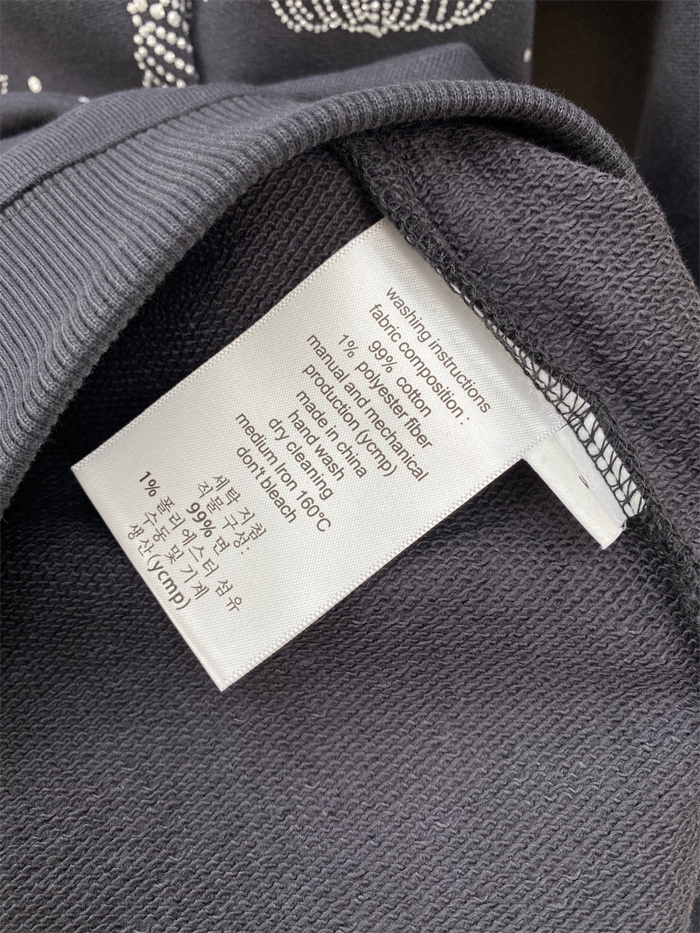 washing instructions
fabric composition :
99% cotton
1% polyester fiber
manual and mechanical
production (ycmp)
made in china
hand wash
dry cleaning
medium Iron 160°C
don't bleach
세탁 지침
직물 구성:
99% 면
1% 폴리 에스터 섬유
수동 및 기계
생산 (ycmp)